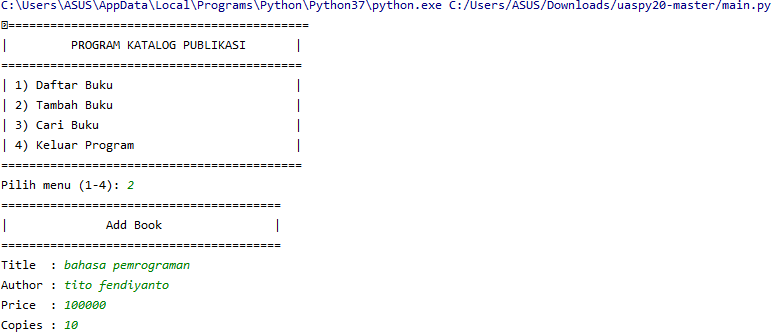 C:\Users\ASUS\AppData\Local\Programs\Python\Python37\python.exe C:/Users/ASUS/Downloads/uaspy20-master/main.py
===========================================
|         PROGRAM KATALOG PUBLIKASI       |
===========================================
| 1) Daftar Buku                          |
| 2) Tambah Buku                          |
| 3) Cari Buku                            |
| 4) Keluar Program                       |
===========================================
Pilih menu (1-4): 2
========================================
|              Add Book                |
========================================
Title  : bahasa pemrograman
Author : tito fendiyanto
Price  : 100000
Copies : 10